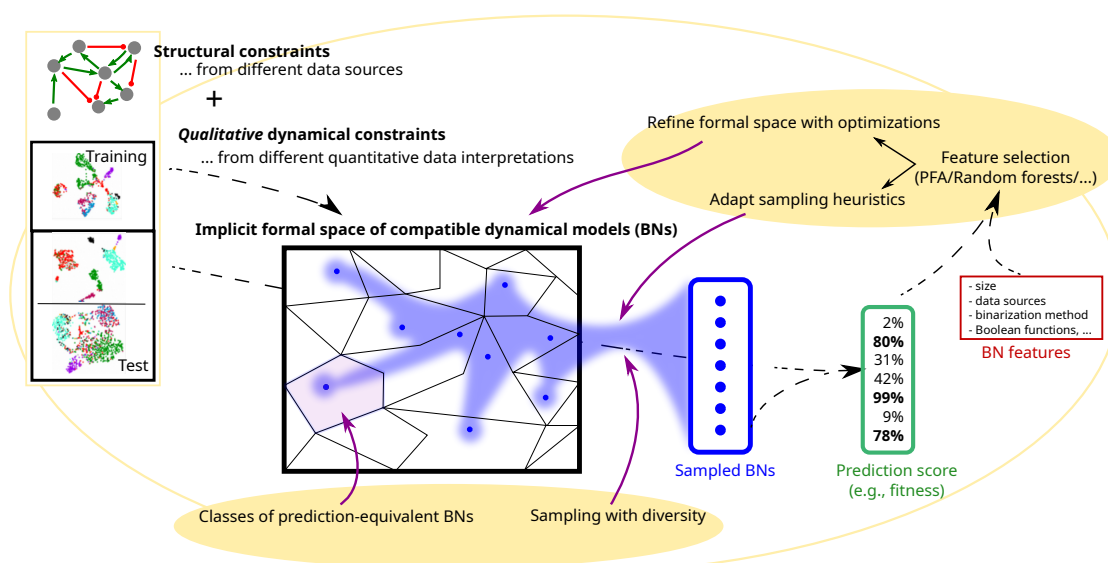 Structural constraints
... from different data sources
+
Qualitative dynamical constraints
... from different quantitative data interpretations
Training
Test
Implicit formal space of compatible dynamical models (BNs)
Refine formal space with optimizations
Feature selection
(PFA/Random forests/...)
Adapt sampling heuristics
- size
- data sources
- binarization method
- Boolean functions, ...
BN features
2%
80%
31%
42%
99%
9%
78%
Sampled BNs
Prediction score
(e.g., fitness)
Classes of prediction-equivalent BNs
Sampling with diversity